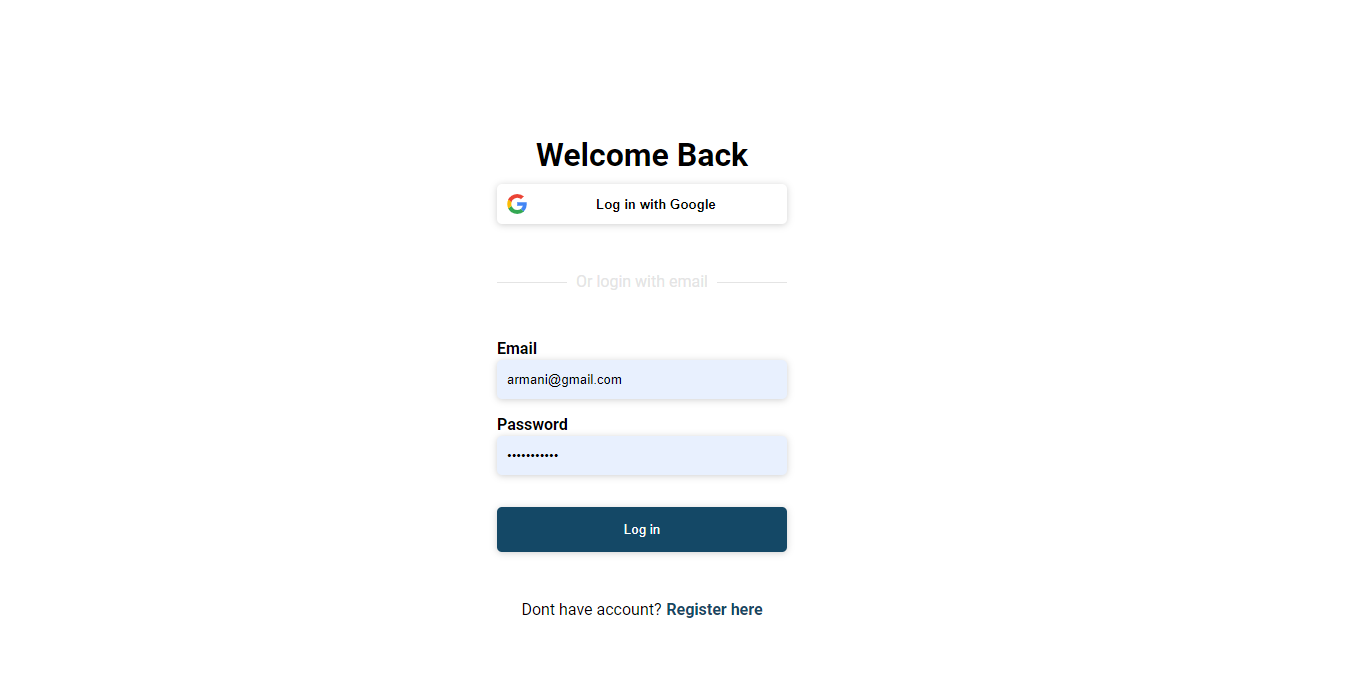 Welcome Back
Log in with Google
Or login with email
Email
armani@gmail.com
Password
•••••••••••
Log in
Dont have account? Register here